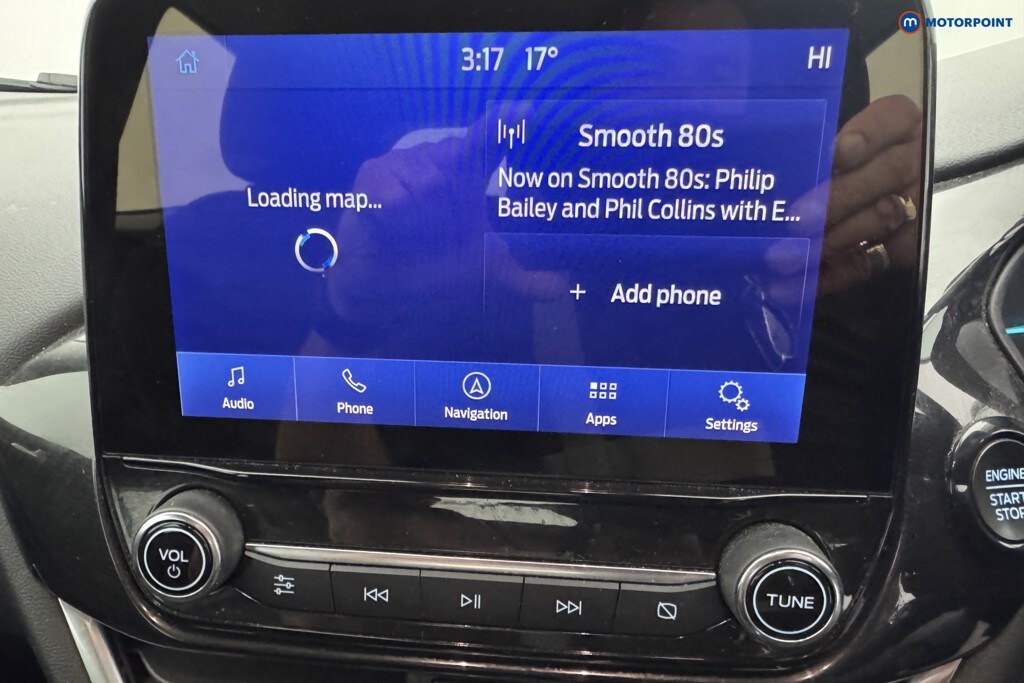 MOTORPOINT
3:17 17° HI
Loading map...
Smooth 80s
Now on Smooth 80s: Philip
Bailey and Phil Collins with E...
+ Add phone
Audio
Phone
Navigation
Apps
Settings
VOL
TUNE
ENGINE
START
STOP